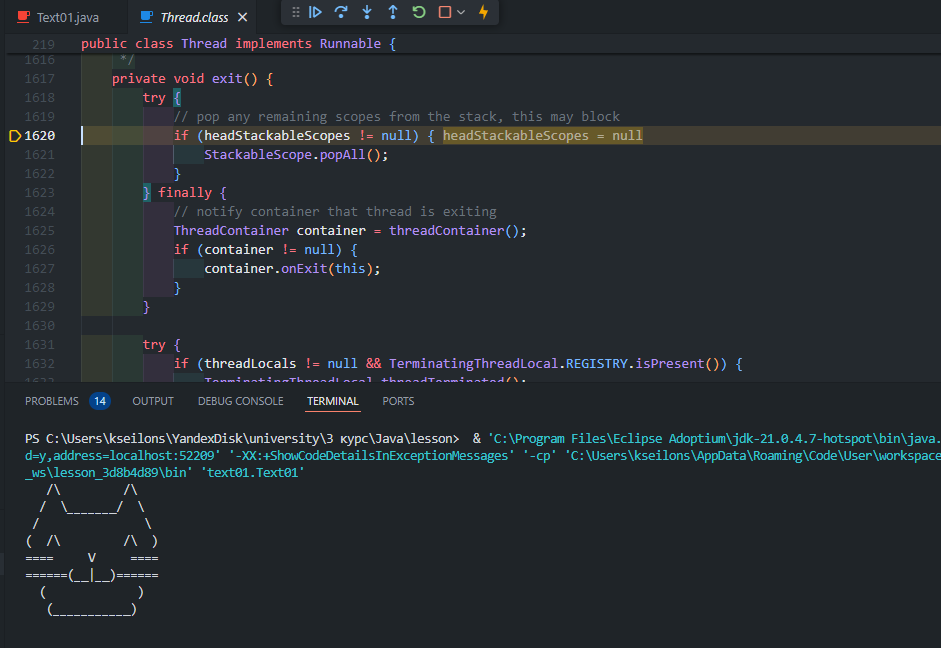 Text01.java
Thread.class
219 public class Thread implements Runnable {
1616 */
1617 private void exit() {
1618 try {
1619 // pop any remaining scopes from the stack, this may block
1620 if (headStackableScopes != null) { headStackableScopes = null
1621 StackableScope.popAll();
1622 }
1623 } finally {
1624 // notify container that thread is exiting
1625 ThreadContainer container = threadContainer();
1626 if (container != null) {
1627 container.onExit(this);
1628 }
1629 }
1630
1631 try {
1632 if (threadLocals != null && TerminatingThreadLocal.REGISTRY.isPresent()) {
1633 TerminatingThreadLocal.threadTerminated();
PROBLEMS 14 OUTPUT DEBUG CONSOLE TERMINAL PORTS
PS C:\Users\kseilons\YandexDisk\university\3 курс\Java\lesson>  & 'C:\Program Files\Eclipse Adoptium\jdk-21.0.4.7-hotspot\bin\java.
d=y,address=localhost:52209' '-XX:+ShowCodeDetailsInExceptionMessages' '-cp' 'C:\Users\kseilons\AppData\Roaming\Code\User\workspace
_ws\lesson_3d8b4d89\bin' 'text01.Text01'
   /\         /\
  /  \_______/  \
 /               \
(  /\         /\  )
====     V     ====
======(__|__)======
  (             )
   (___________)